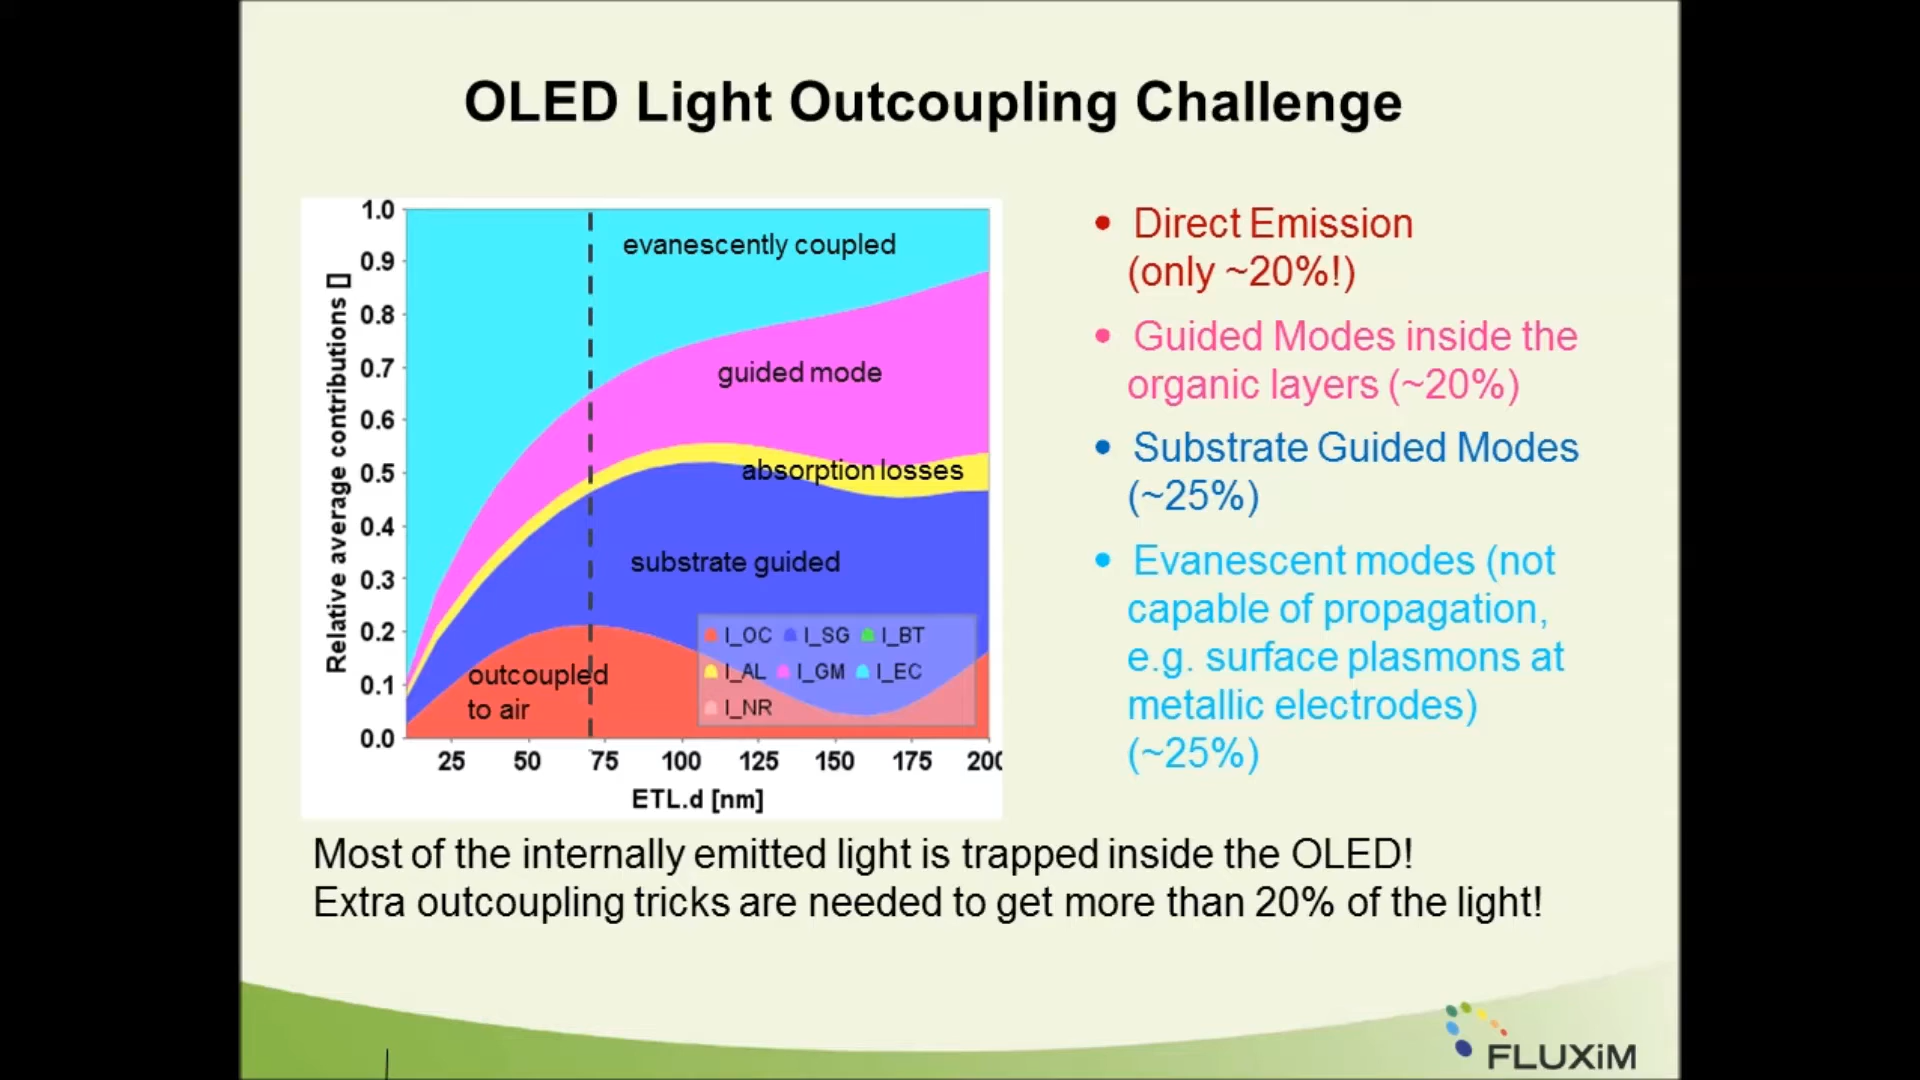 OLED Light Outcoupling Challenge
Relative average contributions []
1.0
0.9
0.8
0.7
0.6
0.5
0.4
0.3
0.2
0.1
0.0
evanescently coupled
guided mode
absorption losses
substrate guided
outcoupled
to air
I_OC I_SG I_BT
I_AL I_GM I_EC
I_NR
25 50 75 100 125 150 175 200
ETL.d [nm]
• Direct Emission
(only ~20%!)
• Guided Modes inside the
organic layers (~20%)
• Substrate Guided Modes
(~25%)
• Evanescent modes (not
capable of propagation,
e.g. surface plasmons at
metallic electrodes)
(~25%)
Most of the internally emitted light is trapped inside the OLED!
Extra outcoupling tricks are needed to get more than 20% of the light!
FLUXiM